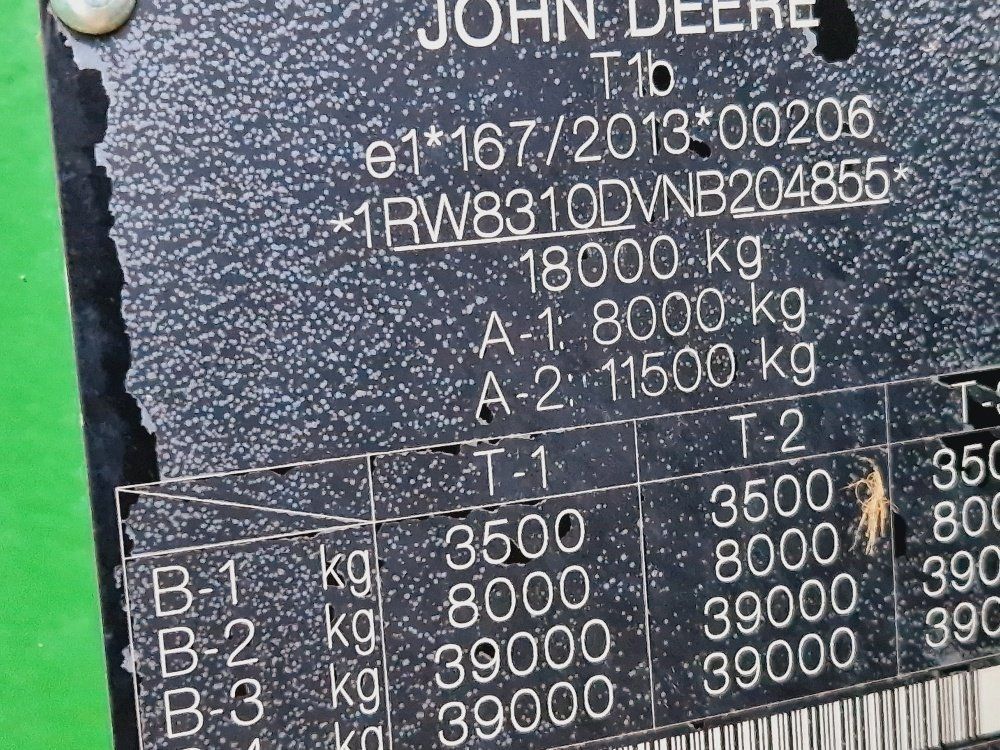 JOHN DEERE
T1b
e1*167/2013*00206
*1RW8310DVNB204855*
18000 kg
A-1: 8000 kg
A-2: 11500 kg
T-1 T-2
B-1 kg 3500 3500
B-2 kg 8000 8000
B-3 kg 39000 39000
kg 39000 39000